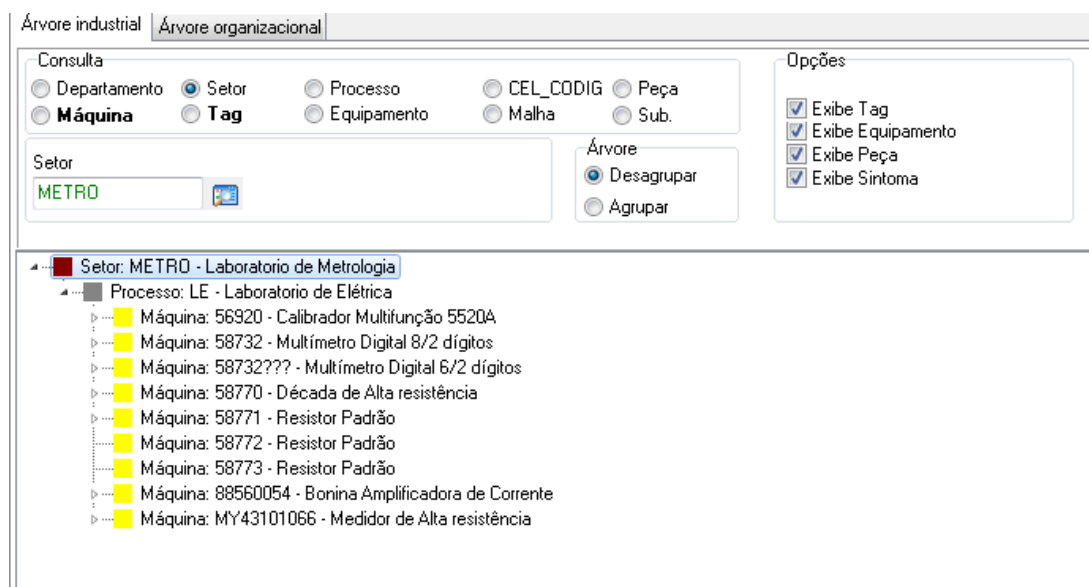 Árvore industrial Árvore organizacional
Consulta
Departamento Setor Processo CEL_CODIG Peça
Máquina Tag Equipamento Malha Sub.
Opções
Exibe Tag
Exibe Equipamento
Exibe Peça
Exibe Sintoma
Setor
METRO
Árvore
Desagrupar
Agrupar
Setor: METRO - Laboratorio de Metrologia
Processo: LE - Laboratorio de Elétrica
Máquina: 56920 - Calibrador Multifunção 5520A
Máquina: 58732 - Multímetro Digital 8/2 dígitos
Máquina: 58732??? - Multímetro Digital 6/2 dígitos
Máquina: 58770 - Década de Alta resistência
Máquina: 58771 - Resistor Padrão
Máquina: 58772 - Resistor Padrão
Máquina: 58773 - Resistor Padrão
Máquina: 88560054 - Bonina Amplificadora de Corrente
Máquina: MY43101066 - Medidor de Alta resistência